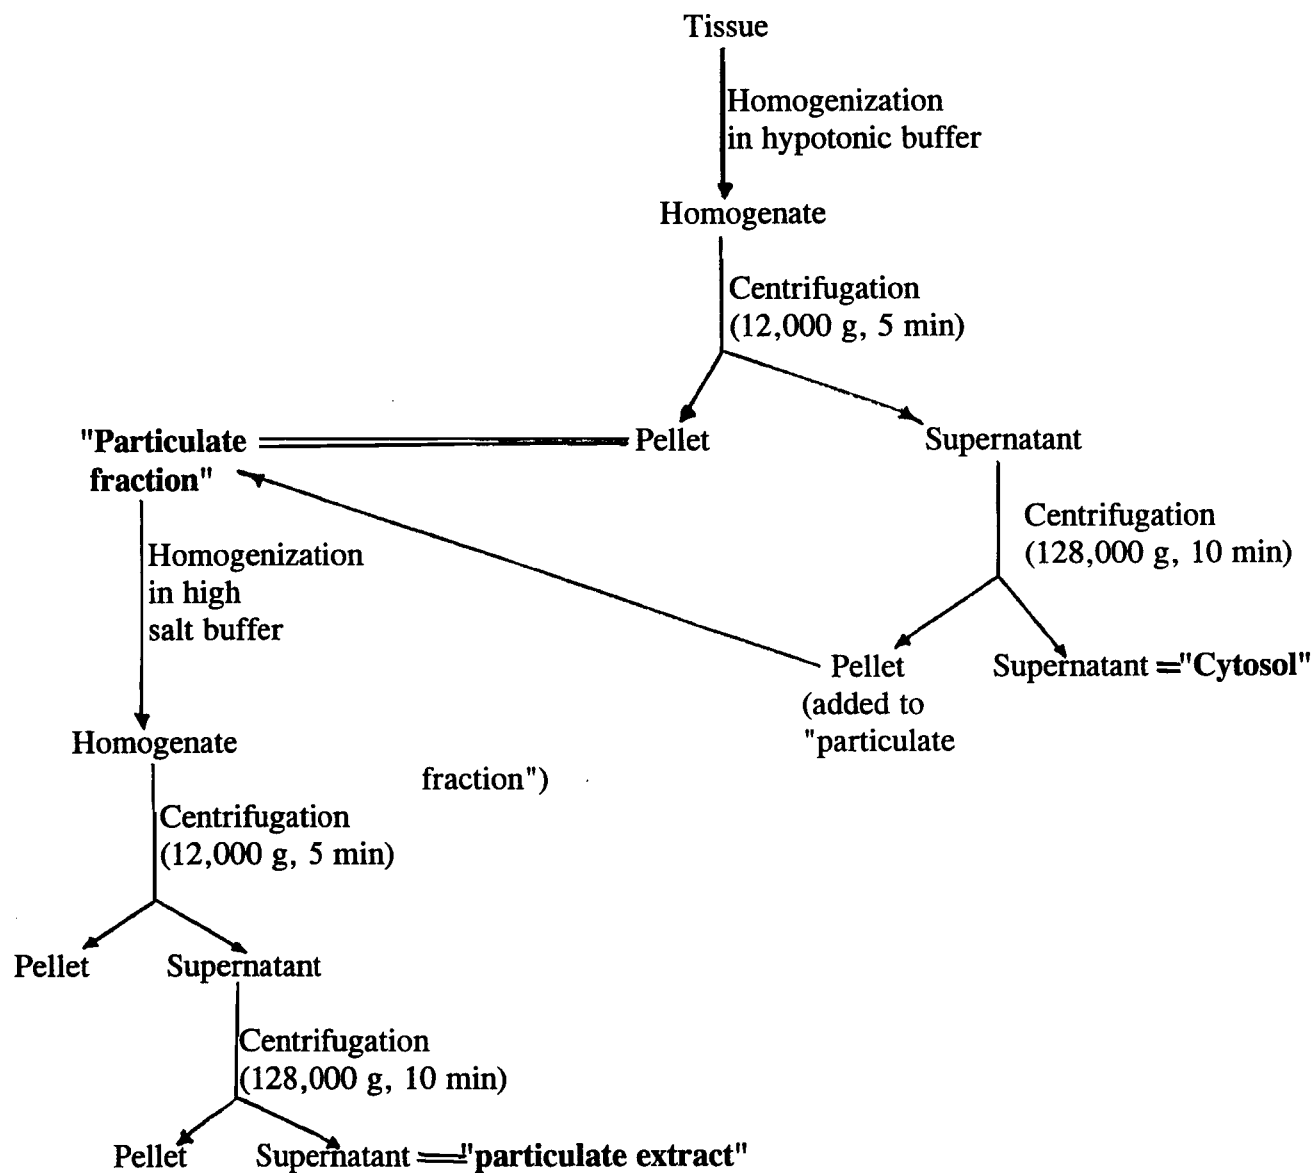 Tissue
Homogenization
in hypotonic buffer
Homogenate
Centrifugation
(12,000 g, 5 min)
"Particulate
fraction"
Pellet
Supernatant
Centrifugation
(128,000 g, 10 min)
Pellet
(added to
"particulate
fraction")
Supernatant ="Cytosol"
Homogenization
in high
salt buffer
Homogenate
Centrifugation
(12,000 g, 5 min)
Pellet
Supernatant
Centrifugation
(128,000 g, 10 min)
Pellet
Supernatant = "particulate extract"